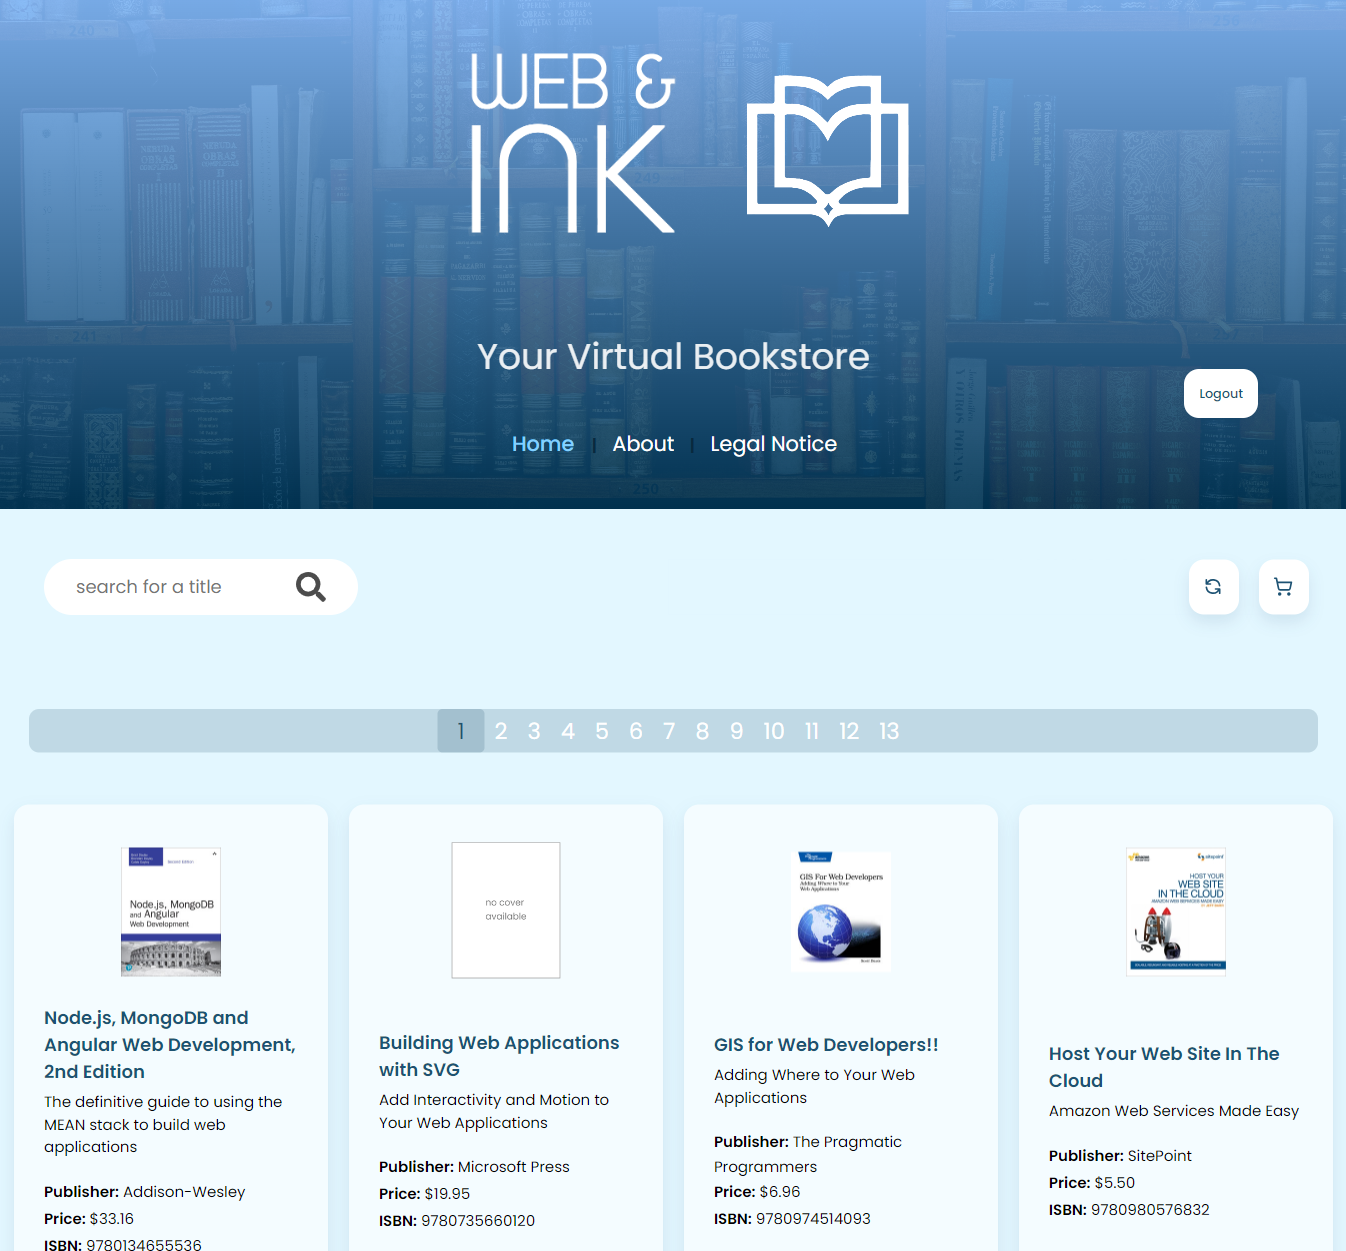 WEB &
INK
Your Virtual Bookstore
Logout
Home | About | Legal Notice
search for a title
1 2 3 4 5 6 7 8 9 10 11 12 13
Node.js, MongoDB
and Angular
Web Development
Node.js, MongoDB and
Angular Web Development,
2nd Edition
The definitive guide to using the
MEAN stack to build web
applications
Publisher: Addison-Wesley
Price: $33.16
ISBN: 9780134655536
no cover
available
Building Web Applications
with SVG
Add Interactivity and Motion to
Your Web Applications
Publisher: Microsoft Press
Price: $19.95
ISBN: 9780735660120
GIS For Web Developers
Adding Where to Your
Web Applications
GIS for Web Developers!!
Adding Where to Your Web
Applications
Publisher: The Pragmatic
Programmers
Price: $6.96
ISBN: 9780974514093
sitepoint
HOST YOUR
WEB SITE
IN THE CLOUD
AMAZON WEB SERVICES MADE EASY
Host Your Web Site In The
Cloud
Amazon Web Services Made Easy
Publisher: SitePoint
Price: $5.50
ISBN: 9780980576832